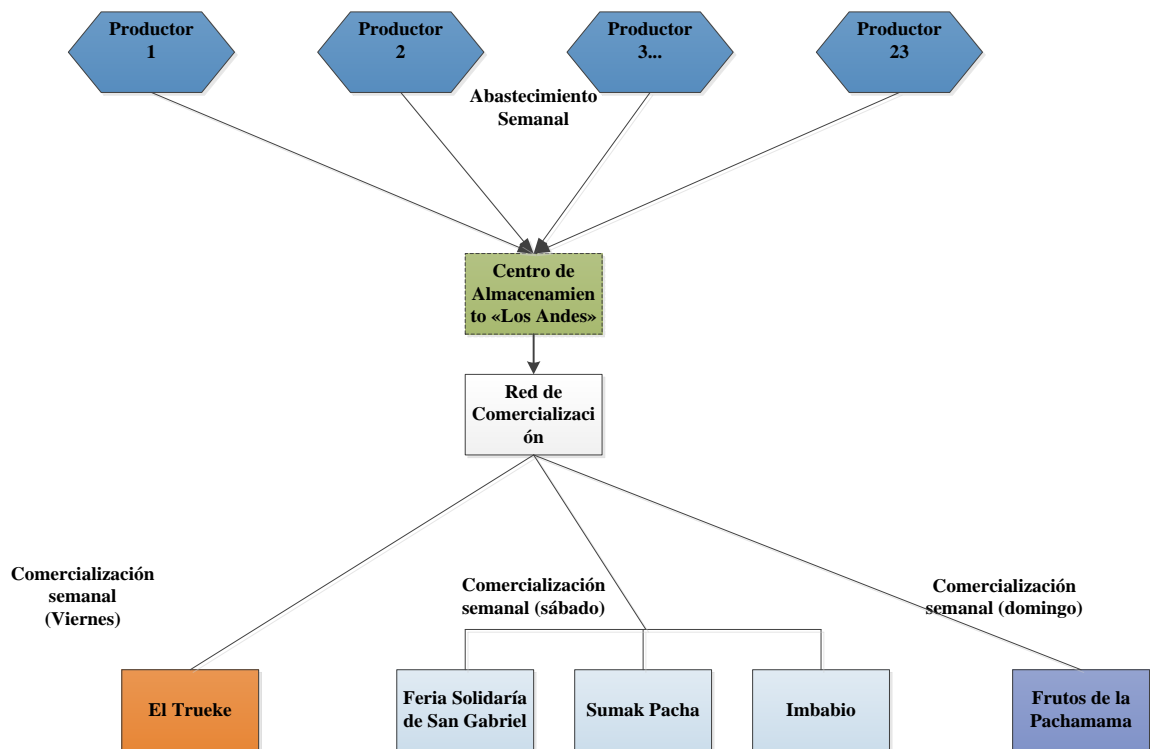 Productor
1
Productor
2
Productor
3...
Productor
23
Abastecimiento
Semanal
Centro de
Almacenamien
to «Los Andes»
Red de
Comercializaci
ón
Comercialización
semanal
(Viernes)
Comercialización
semanal (sábado)
Comercialización
semanal (domingo)
El Trueke
Feria Solidaría
de San Gabriel
Sumak Pacha
Imbabio
Frutos de la
Pachamama